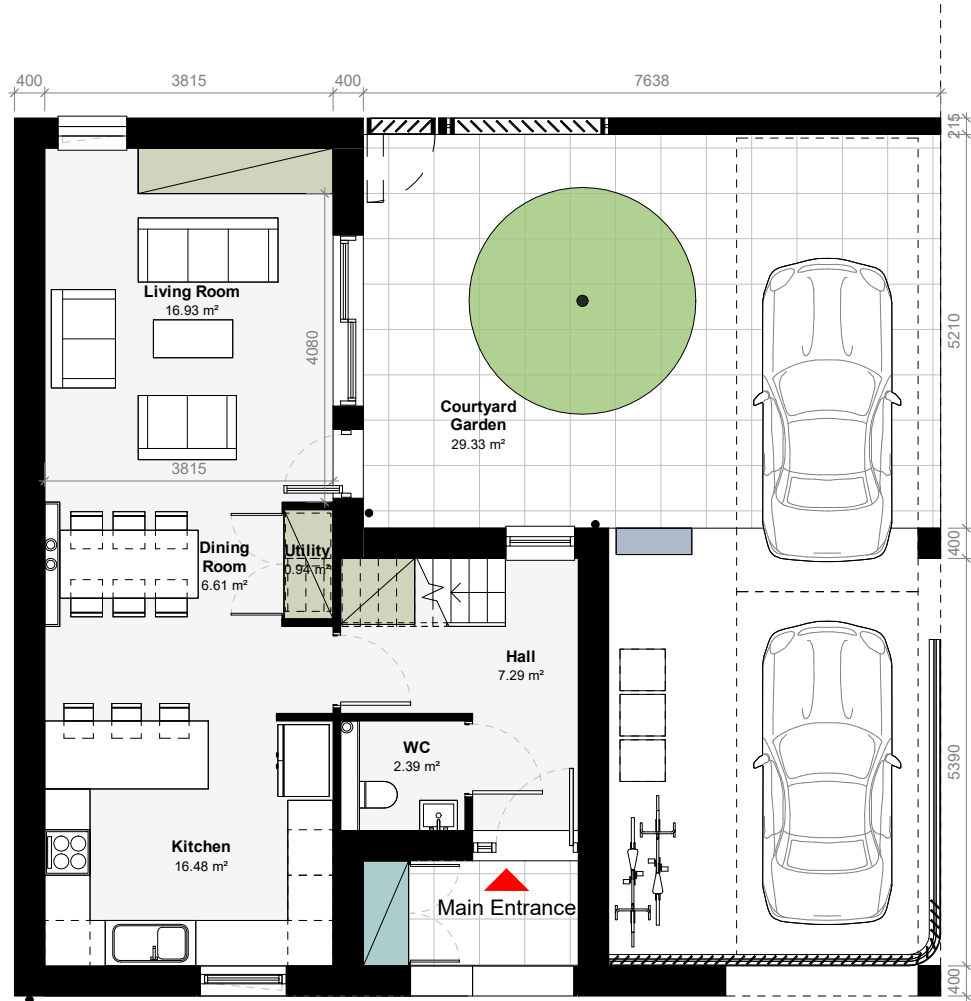 400
3815
400
7638
215
Living Room
16.93 m²
4080
5210
Courtyard
Garden
29.33 m²
3815
Dining
Room
6.61 m²
Utility
0.94 m²
400
Hall
7.29 m²
WC
2.39 m²
5390
Kitchen
16.48 m²
Main Entrance
400